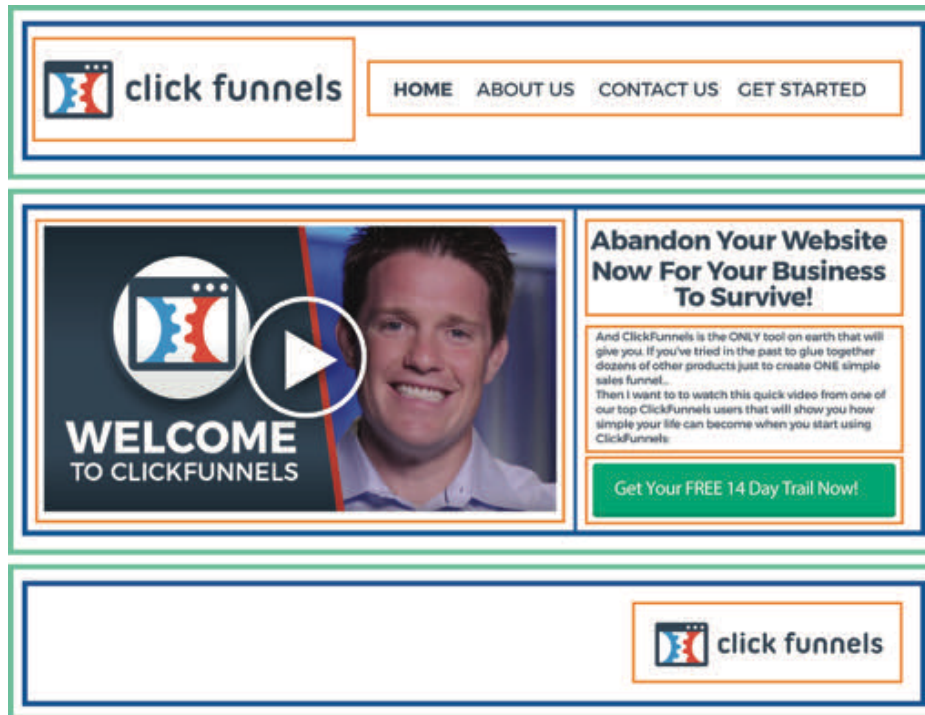 click funnels
HOME ABOUT US CONTACT US GET STARTED
WELCOME
TO CLICKFUNNELS
Abandon Your Website
Now For Your Business
To Survive!
And ClickFunnels is the ONLY tool on earth that will
give you. If you've tried in the past to glue together
dozens of other products just to create ONE simple
sales funnel...
Then I want to to watch this quick video from one of
our top ClickFunnels users that will show you how
simple your life can become when you start using
ClickFunnels
Get Your FREE 14 Day Trail Now!
click funnels